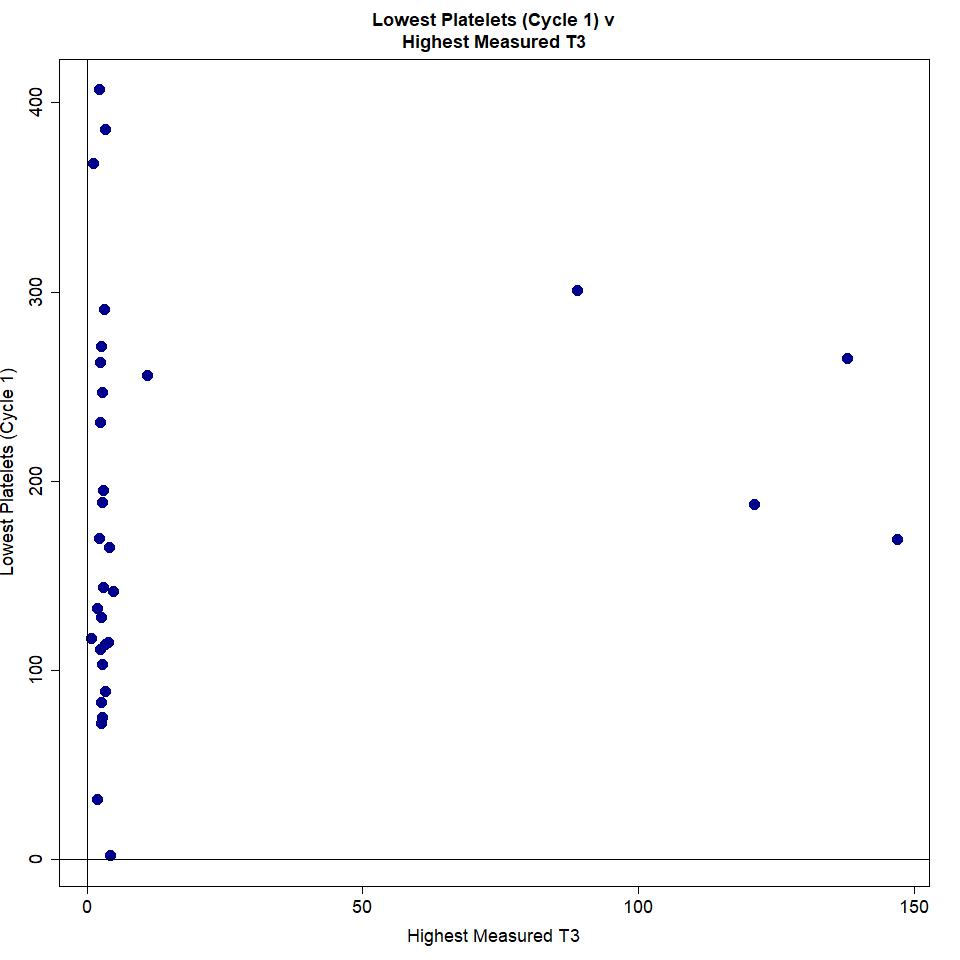 Lowest Platelets (Cycle 1) v
Highest Measured T3
Lowest Platelets (Cycle 1)
400
300
200
100
0
0
50
100
150
Highest Measured T3